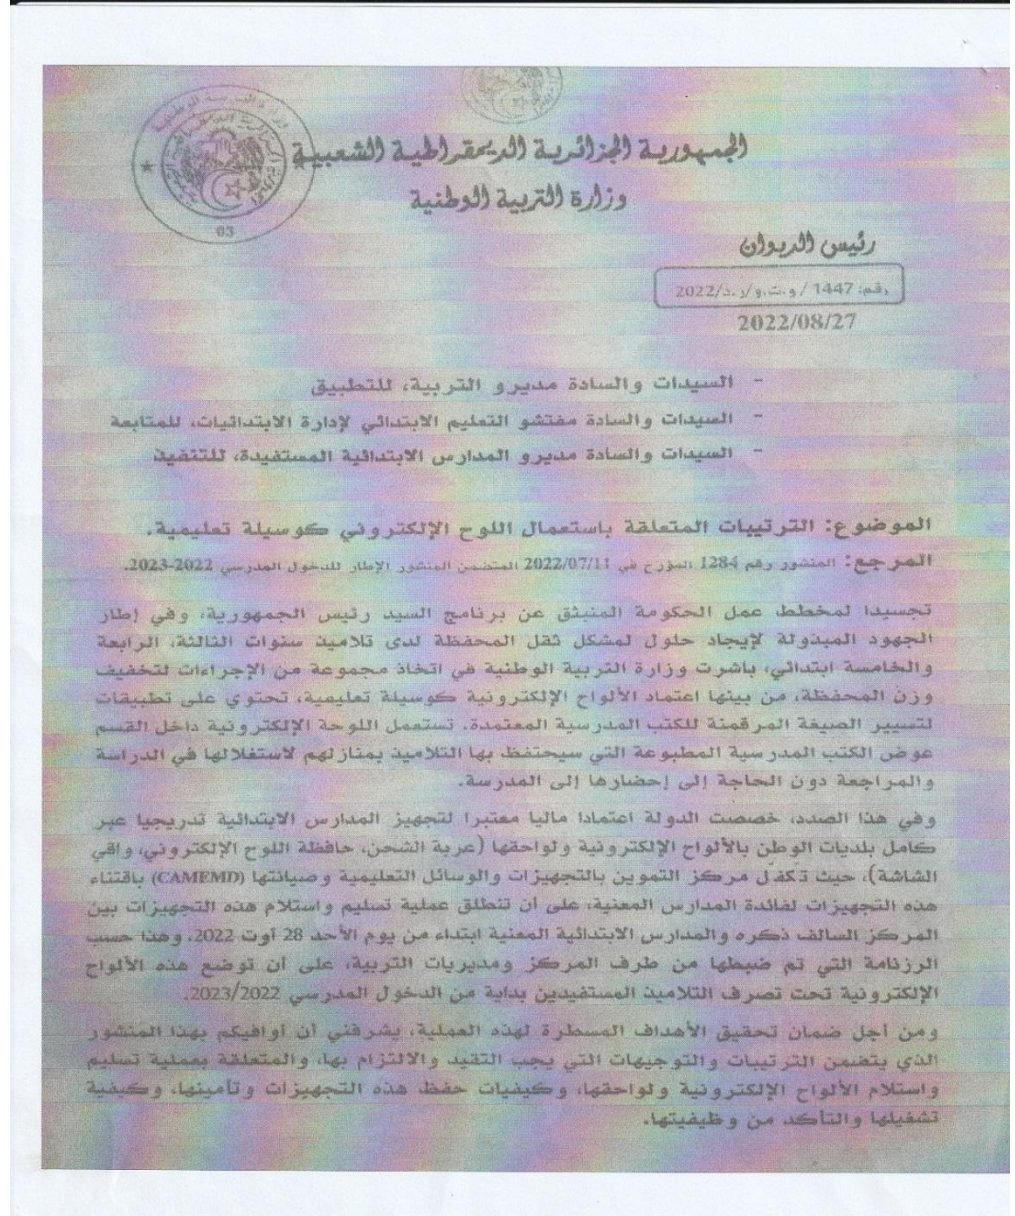 الجمهورية الجزائرية الديمقراطية الشعبية
وزارة التربية الوطنية
03
رئيس الديوان
رقم: 1447 / و.ت.و/ر.د/2022
2022/08/27
- السيدات والسادة مديرو التربية، للتطبيق
- السيدات والسادة مفتشو التعليم الابتدائي لإدارة الابتدائيات، للمتابعة
- السيدات والسادة مديرو المدارس الابتدائية المستفيدة، للتنفيذ
الموضوع: الترتيبات المتعلقة باستعمال اللوح الإلكتروني كوسيلة تعليمية.
المرجع: المنشور رقم 1284 المؤرخ في 2022/07/11 المتضمن المنشور الإطار للدخول المدرسي 2022-2023.
تجسيدا لمخطط عمل الحكومة المنبثق عن برنامج السيد رئيس الجمهورية، وفي إطار
الجهود المبذولة لإيجاد حلول لمشكل ثقل المحفظة لدى تلاميذ سنوات الثالثة، الرابعة
والخامسة ابتدائي، باشرت وزارة التربية الوطنية في اتخاذ مجموعة من الإجراءات لتخفيف
وزن المحفظة، من بينها اعتماد الألواح الإلكترونية كوسيلة تعليمية، تحتوي على تطبيقات
لتسيير الصيغة المرقمنة للكتب المدرسية المعتمدة. تستعمل اللوحة الإلكترونية داخل القسم
عوض الكتب المدرسية المطبوعة التي سيحتفظ بها التلاميذ بمنازلهم لاستغلالها في الدراسة
والمراجعة دون الحاجة إلى إحضارها إلى المدرسة.
وفي هذا الصدد، خصصت الدولة اعتمادا ماليا معتبرا لتجهيز المدارس الابتدائية تدريجيا عبر
كامل بلديات الوطن بالألواح الإلكترونية ولواحقها (عربة الشحن، حافظة اللوح الإلكتروني، واقي
الشاشة)، حيث تكفل مركز التموين بالتجهيزات والوسائل التعليمية وصيانتها (CAMEMD) باقتناء
هذه التجهيزات لفائدة المدارس المعنية، على أن تنطلق عملية تسليم واستلام هذه التجهيزات بين
المركز السالف ذكره والمدارس الابتدائية المعنية ابتداء من يوم الأحد 28 أوت 2022، وهذا حسب
الرزنامة التي تم ضبطها من طرف المركز ومديريات التربية، على أن توضع هذه الألواح
الإلكترونية تحت تصرف التلاميذ المستفيدين بداية من الدخول المدرسي 2023/2022.
ومن أجل ضمان تحقيق الأهداف المسطرة لهذه العملية، يشرفني أن أوافيكم بهذا المنشور
الذي يتضمن الترتيبات والتوجيهات التي يجب التقيد والالتزام بها، والمتعلقة بعملية تسليم
واستلام الألواح الإلكترونية ولواحقها، وكيفيات حفظ هذه التجهيزات وتأمينها، وكيفية
تشغيلها والتأكد من وظيفيتها.